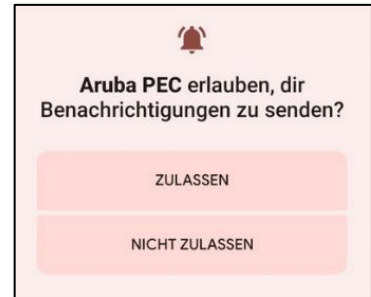 Aruba PEC erlauben, dir
Benachrichtigungen zu senden?
ZULASSEN
NICHT ZULASSEN